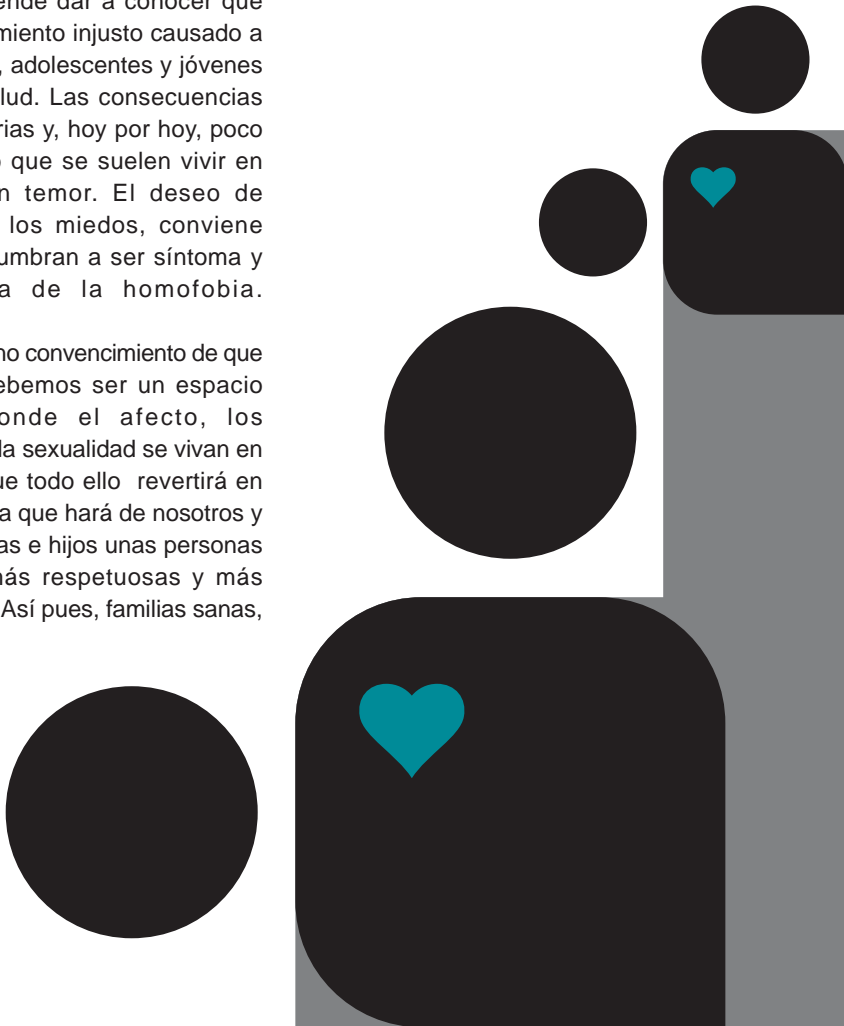 ende dar a conocer que
miento injusto causado a
, adolescentes y jóvenes
lud. Las consecuencias
rias y, hoy por hoy, poco
que se suelen vivir en
n temor. El deseo de
los miedos, conviene
umbran a ser síntoma y
a de la homofobia.
no convencimiento de que
ebemos ser un espacio
onde el afecto, los
la sexualidad se vivan en
ue todo ello revertirá en
a que hará de nosotros y
as e hijos unas personas
nás respetuosas y más
Así pues, familias sanas,